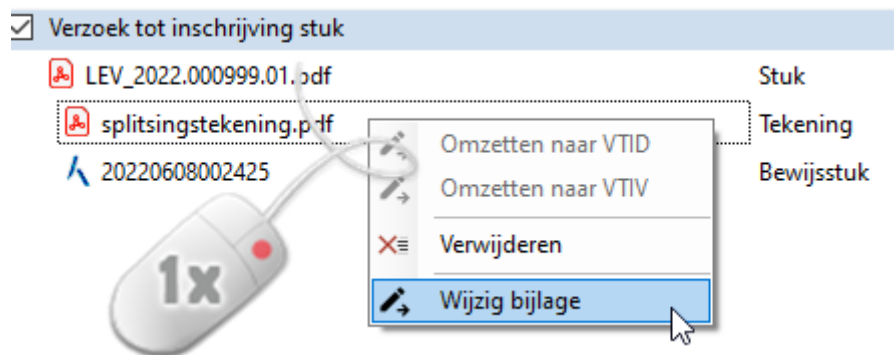 Verzoek tot inschrijving stuk
LEV_2022.000999.01.pdf Stuk
splitsingstekening.pdf Tekening
20220608002425 Bewijsstuk
Omzetten naar VTID
Omzetten naar VTIV
Verwijderen
Wijzig bijlage
1x